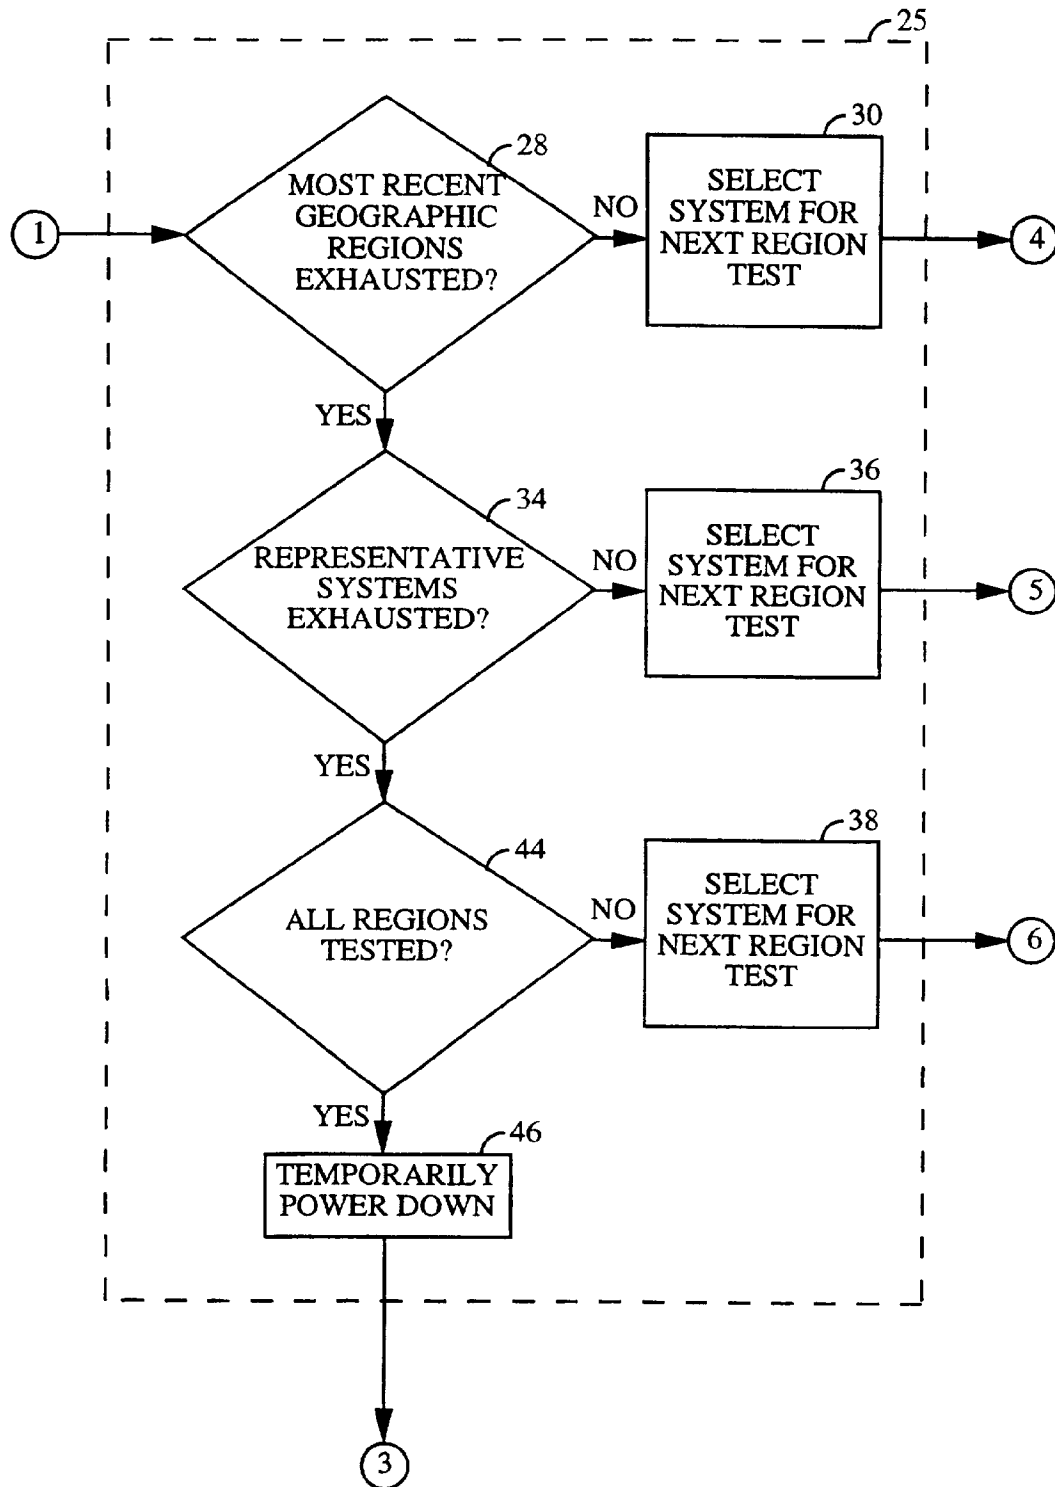 25
28
MOST RECENT
GEOGRAPHIC
REGIONS
EXHAUSTED?
1
NO
30
SELECT
SYSTEM FOR
NEXT REGION
TEST
4
YES
34
REPRESENTATIVE
SYSTEMS
EXHAUSTED?
NO
36
SELECT
SYSTEM FOR
NEXT REGION
TEST
5
YES
44
ALL REGIONS
TESTED?
NO
38
SELECT
SYSTEM FOR
NEXT REGION
TEST
6
YES
46
TEMPORARILY
POWER DOWN
3